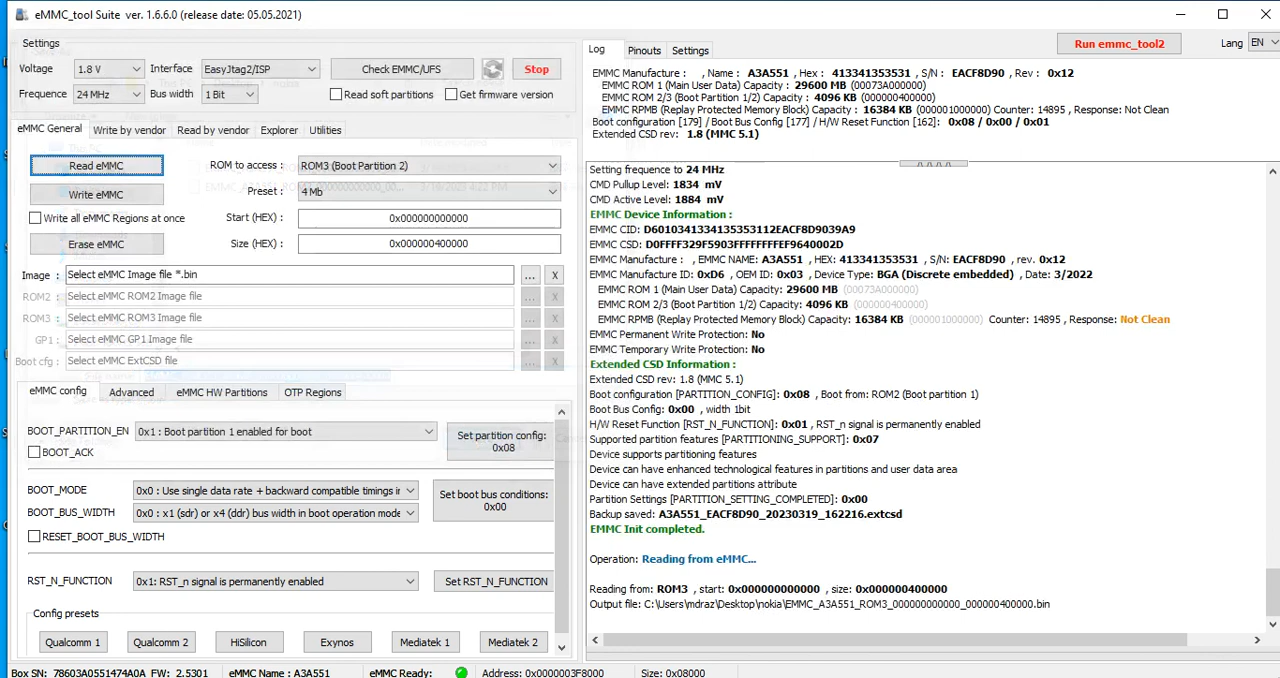 eMMC_tool Suite ver. 1.6.6.0 (release date: 05.05.2021)
Settings
Voltage 1.8 V Interface EasyJtag2/ISP Check EMMC/UFS Stop
Frequency 24 MHz Bus width 1 Bit Read soft partitions Get firmware version
eMMC General Write by vendor Read by vendor Explorer Utilities
Read eMMC ROM to access : ROM3 (Boot Partition 2)
Write eMMC Preset : 4 Mb
Write all eMMC Regions at once Start (HEX) : 0x000000000000
Erase eMMC Size (HEX) : 0x000000400000
Image : Select eMMC Image file *.bin ... X
ROM2 : Select eMMC ROM2 Image file ... X
ROM3 : Select eMMC ROM3 Image file ... X
GP1 : Select eMMC GP1 Image file ... X
Boot cfg : Select eMMC ExtCSD file ... X
eMMC config Advanced eMMC HW Partitions OTP Regions
BOOT_PARTITION_EN 0x1 : Boot partition 1 enabled for boot Set partition config:
0x08
BOOT_ACK
BOOT_MODE 0x0 : Use single data rate + backward compatible timings ir Set boot bus conditions:
0x00
BOOT_BUS_WIDTH 0x0 : x1 (sdr) or x4 (ddr) bus width in boot operation mode
RESET_BOOT_BUS_WIDTH
RST_N_FUNCTION 0x1: RST_n signal is permanently enabled Set RST_N_FUNCTION
Config presets
Qualcomm 1 Qualcomm 2 HiSilicon Exynos Mediatek 1 Mediatek 2
Log Pinouts Settings Run emmc_tool2 Lang EN
EMMC Manufacture : , Name : A3A551 , Hex : 413341353531 , S/N : EACF8D90 , Rev : 0x12
EMMC ROM 1 (Main User Data) Capacity : 29600 MB (00073A000000)
EMMC ROM 2/3 (Boot Partition 1/2) Capacity : 4096 KB (000000400000)
EMMC RPMB (Replay Protected Memory Block) Capacity : 16384 KB (000001000000) Counter: 14895 , Response: Not Clean
Boot configuration [179] / Boot Bus Config [177] / H/W Reset Function [162]: 0x08 / 0x00 / 0x01
Extended CSD rev: 1.8 (MMC 5.1)
Setting frequence to 24 MHz
CMD Pullup Level: 1834 mV
CMD Active Level: 1884 mV
EMMC Device Information :
EMMC CID: D6010341334135353112EACF8D9039A9
EMMC CSD: D0FFFF329F5903FFFFFFFFEF9640002D
EMMC Manufacture : , EMMC NAME: A3A551 , HEX: 413341353531 , S/N: EACF8D90 , rev. 0x12
EMMC Manufacture ID: 0xD6 , OEM ID: 0x03 , Device Type: BGA (Discrete embedded) , Date: 3/2022
EMMC ROM 1 (Main User Data) Capacity: 29600 MB (00073A000000)
EMMC ROM 2/3 (Boot Partition 1/2) Capacity: 4096 KB (000000400000)
EMMC RPMB (Replay Protected Memory Block) Capacity: 16384 KB (000001000000) Counter: 14895 , Response: Not Clean
EMMC Permanent Write Protection: No
EMMC Temporary Write Protection: No
Extended CSD Information :
Extended CSD rev: 1.8 (MMC 5.1)
Boot configuration [PARTITION_CONFIG]: 0x08 , Boot from: ROM2 (Boot partition 1)
Boot Bus Config: 0x00 , width 1bit
H/W Reset Function [RST_N_FUNCTION]: 0x01 , RST_n signal is permanently enabled
Supported partition features [PARTITIONING_SUPPORT]: 0x07
Device supports partitioning features
Device can have enhanced technological features in partitions and user data area
Device can have extended partitions attribute
Partition Settings [PARTITION_SETTING_COMPLETED]: 0x00
Backup saved: A3A551_EACF8D90_20230319_162216.extcsd
EMMC Init completed.
Operation: Reading from eMMC...
Reading from: ROM3 , start: 0x000000000000 , size: 0x000000400000
Output file: C:\Users\mdraz\Desktop\nokia\EMMC_A3A551_ROM3_000000000000_000000400000.bin
Box SN: 78603A0551474A0A FW: 2.5301 eMMC Name : A3A551 eMMC Ready: Address: 0x0000003F8000 Size: 0x08000